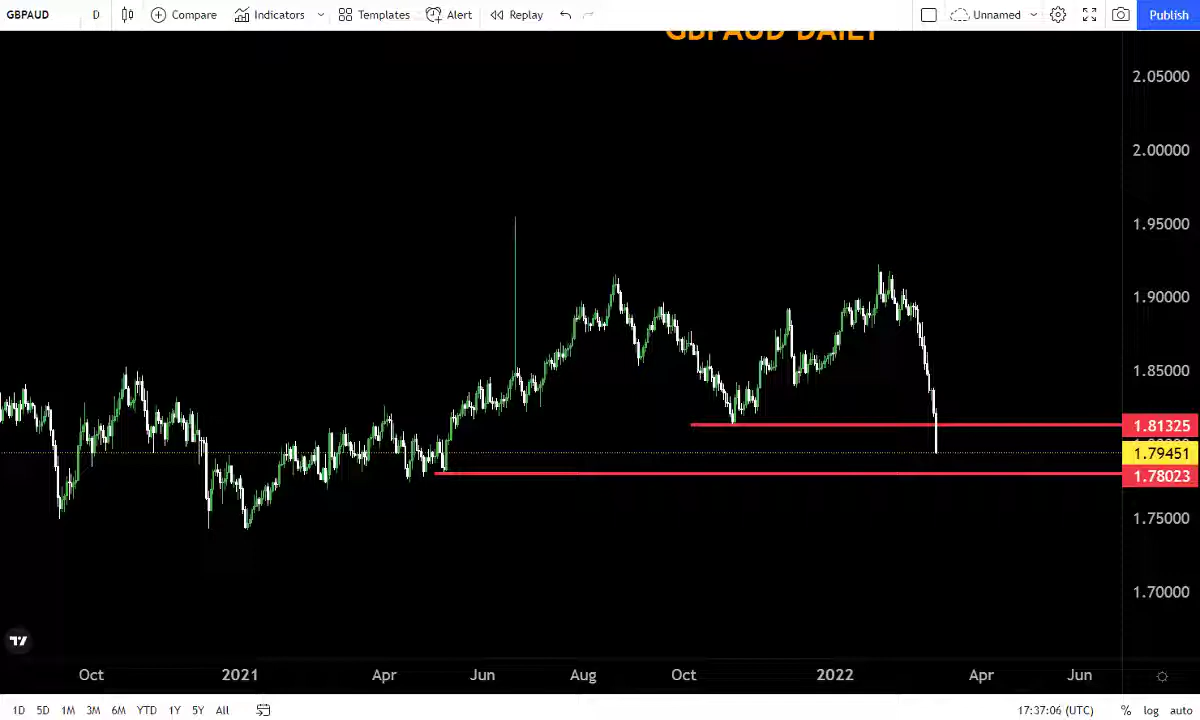 GBPAUD D Compare Indicators Templates Alert Replay Unnamed Publish
GBPAUD DAILY
2.05000
2.00000
1.95000
1.90000
1.85000
1.81325
1.79451
1.78023
1.75000
1.70000
Oct 2021 Apr Jun Aug Oct 2022 Apr Jun
1D 5D 1M 3M 6M YTD 1Y 5Y All 17:37:06 (UTC) % log auto